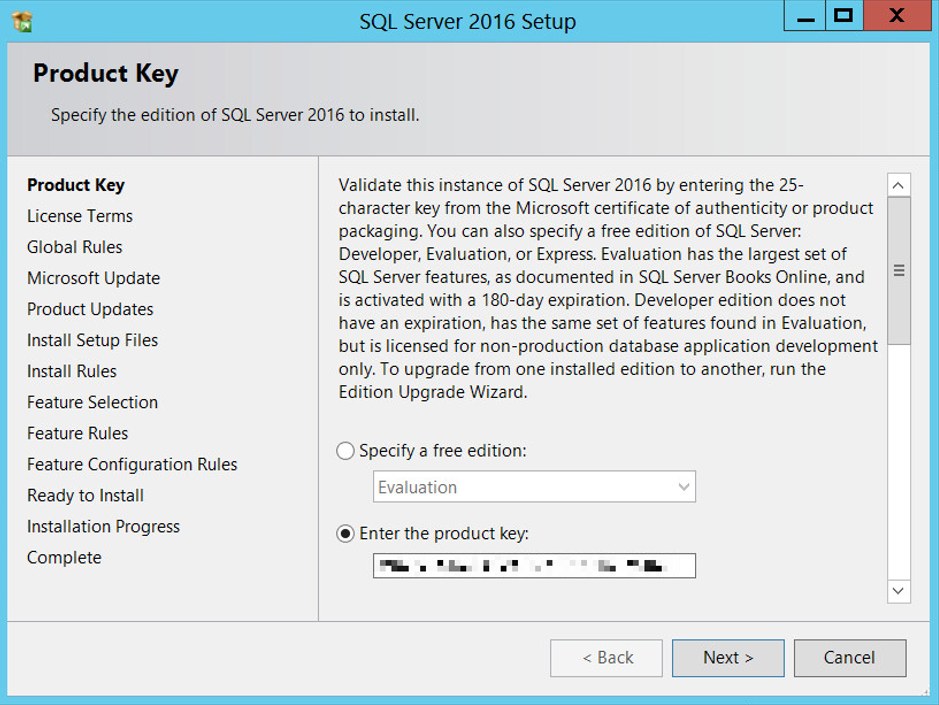 SQL Server 2016 Setup
Product Key
Specify the edition of SQL Server 2016 to install.
Product Key
License Terms
Global Rules
Microsoft Update
Product Updates
Install Setup Files
Install Rules
Feature Selection
Feature Rules
Feature Configuration Rules
Ready to Install
Installation Progress
Complete
Validate this instance of SQL Server 2016 by entering the 25-
character key from the Microsoft certificate of authenticity or product
packaging. You can also specify a free edition of SQL Server:
Developer, Evaluation, or Express. Evaluation has the largest set of
SQL Server features, as documented in SQL Server Books Online, and
is activated with a 180-day expiration. Developer edition does not
have an expiration, has the same set of features found in Evaluation,
but is licensed for non-production database application development
only. To upgrade from one installed edition to another, run the
Edition Upgrade Wizard.
Specify a free edition:
Evaluation
Enter the product key:
< Back
Next >
Cancel